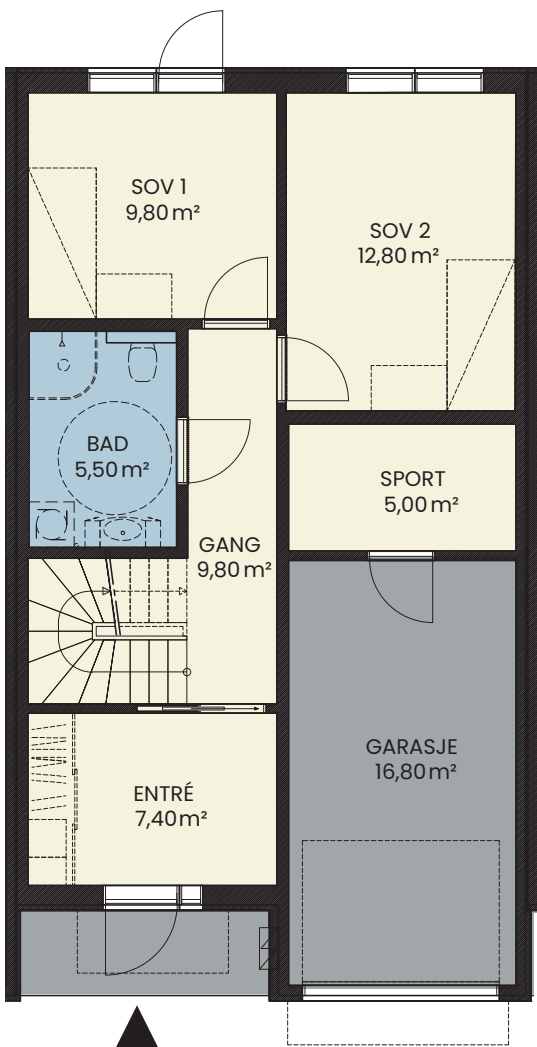 SOV 1
9,80 m²
SOV 2
12,80 m²
BAD
5,50 m²
SPORT
5,00 m²
GANG
9,80 m²
GARASJE
16,80 m²
ENTRÉ
7,40 m²